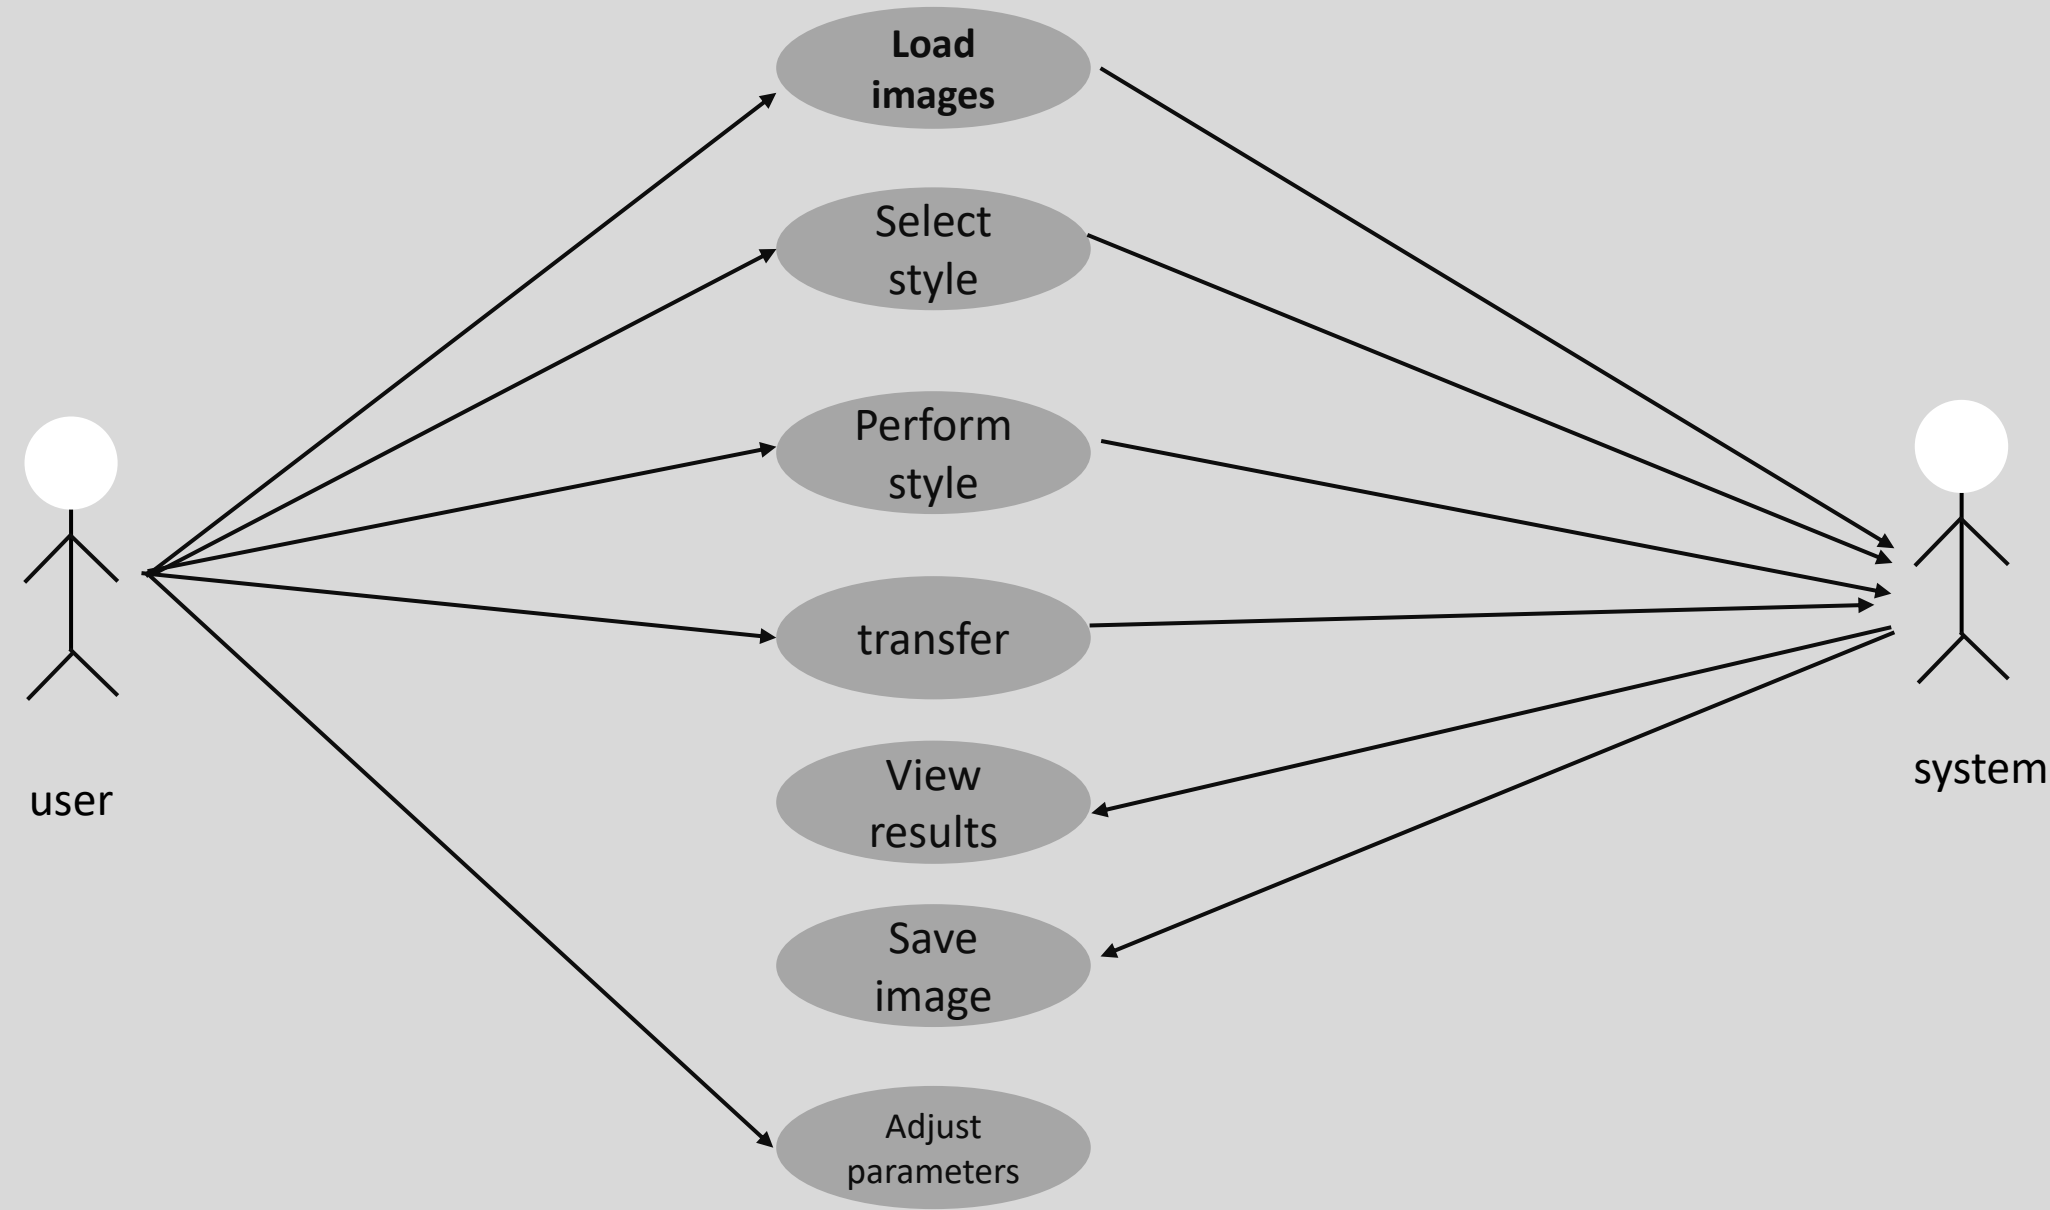 Load
images
Select
style
Perform
style
transfer
View
results
Save
image
Adjust
parameters
user
system